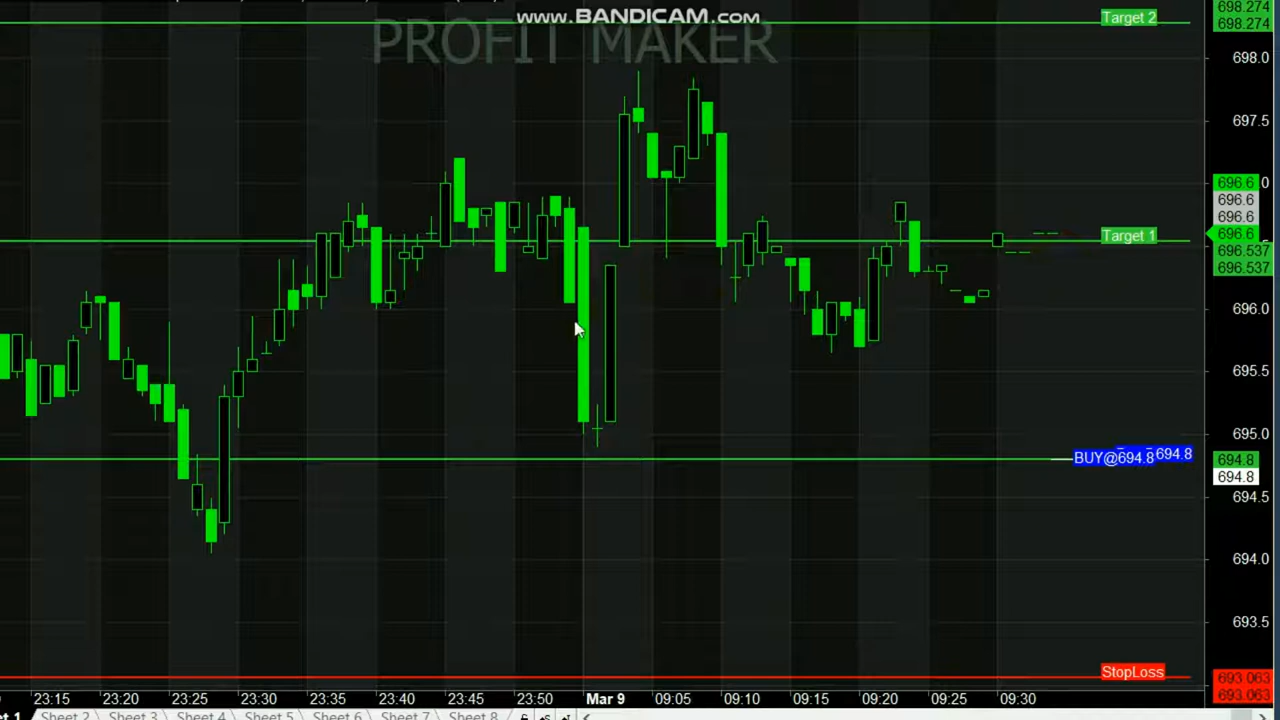 www.BANDICAM.com
PROFIT MAKER
Target 2
698.274
698.274
698.0
697.5
696.6
696.6
696.6
Target 1
696.6
696.537
696.537
696.0
695.5
695.0
BUY@694.8
694.8
694.8
694.8
694.5
694.0
693.5
StopLoss
693.063
693.063
23:15 23:20 23:25 23:30 23:35 23:40 23:45 23:50 Mar 9 09:05 09:10 09:15 09:20 09:25 09:30
Sheet 2 Sheet 3 Sheet 4 Sheet 5 Sheet 6 Sheet 7 Sheet 8